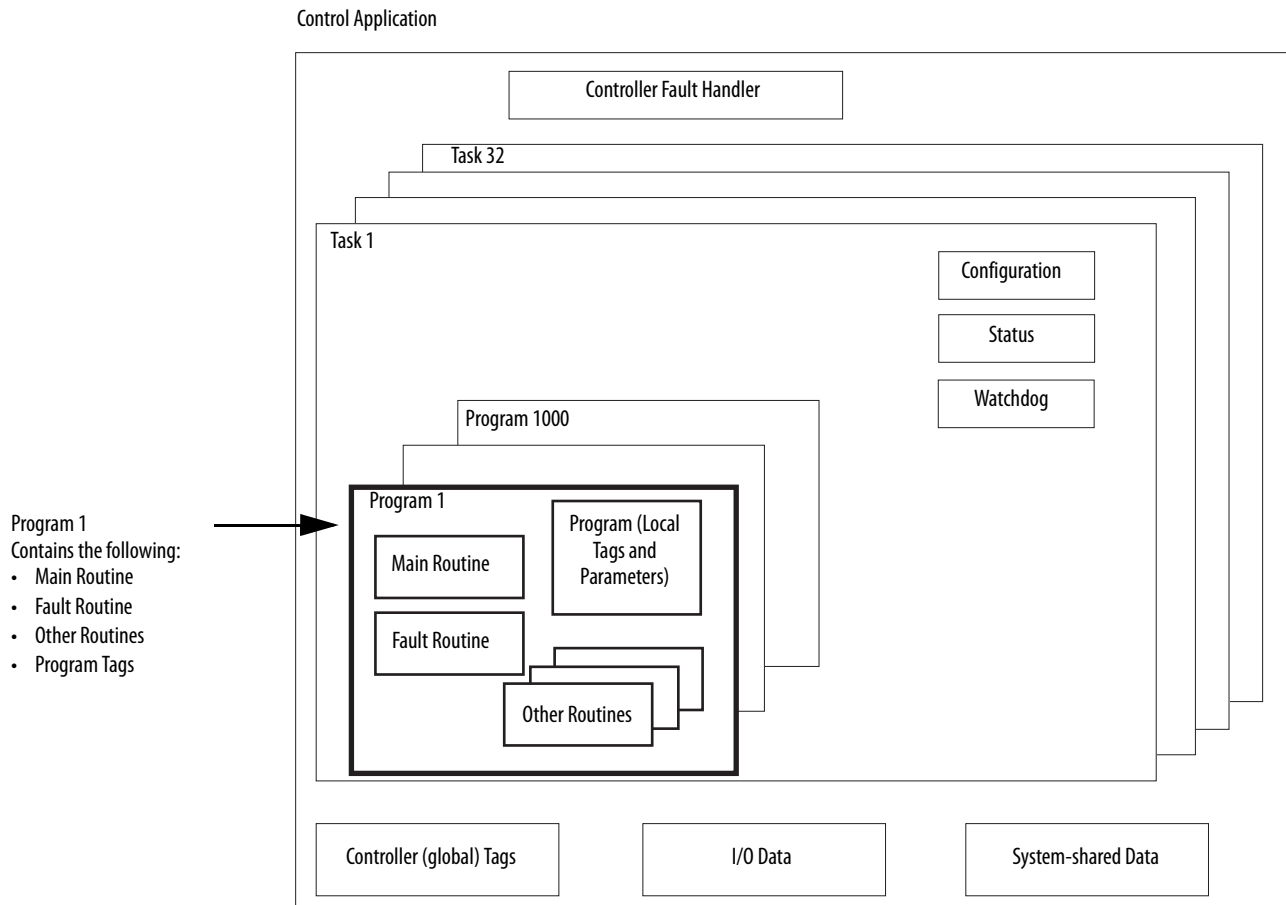 Control Application
Controller Fault Handler
Task 32
Task 1
Configuration
Status
Watchdog
Program 1000
Program 1
Main Routine
Fault Routine
Program (Local
Tags and
Parameters)
Other Routines
Program 1
Contains the following:
• Main Routine
• Fault Routine
• Other Routines
• Program Tags
Controller (global) Tags
I/O Data
System-shared Data